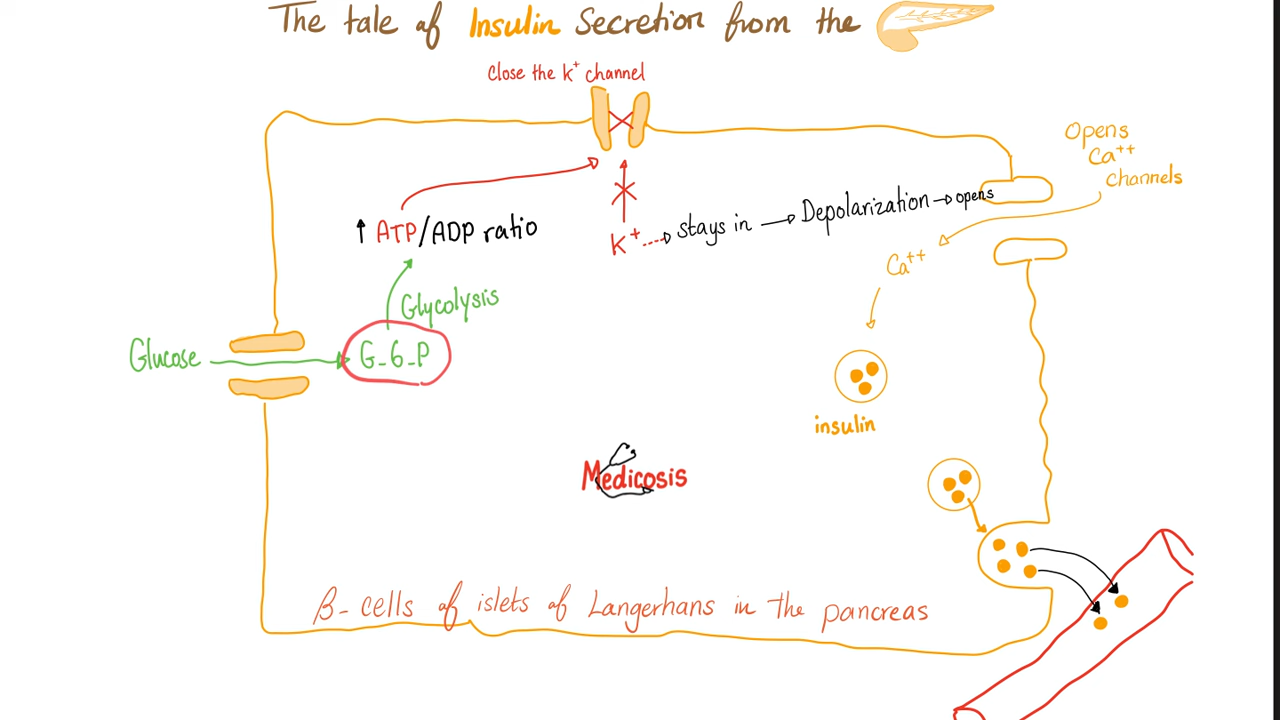 The tale of Insulin Secretion from the
Close the K⁺ channel
Opens
Ca⁺⁺
channels
↑ ATP/ADP ratio
K⁺ ⇢ stays in → Depolarization → opens
Ca⁺⁺
Glycolysis
Glucose → G_6_P
insulin
Medicosis
β-cells of islets of Langerhans in the pancreas